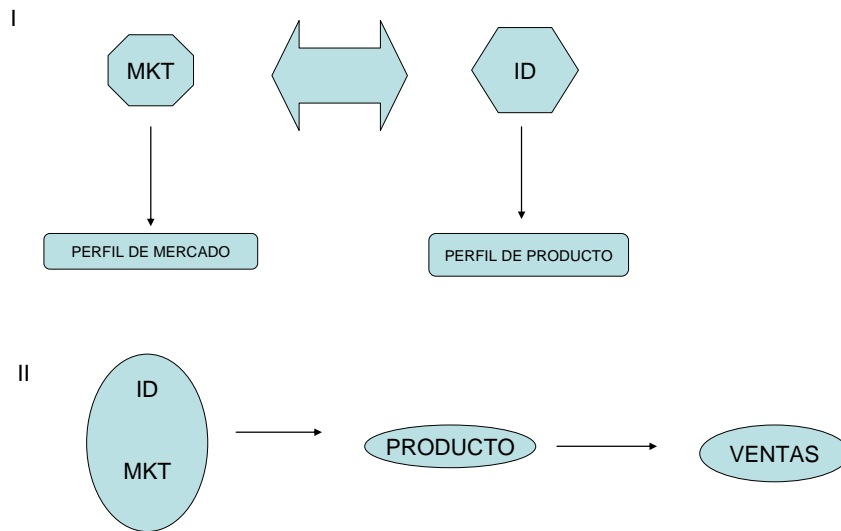 I
MKT
ID
PERFIL DE MERCADO
PERFIL DE PRODUCTO
II
ID
MKT
PRODUCTO
VENTAS